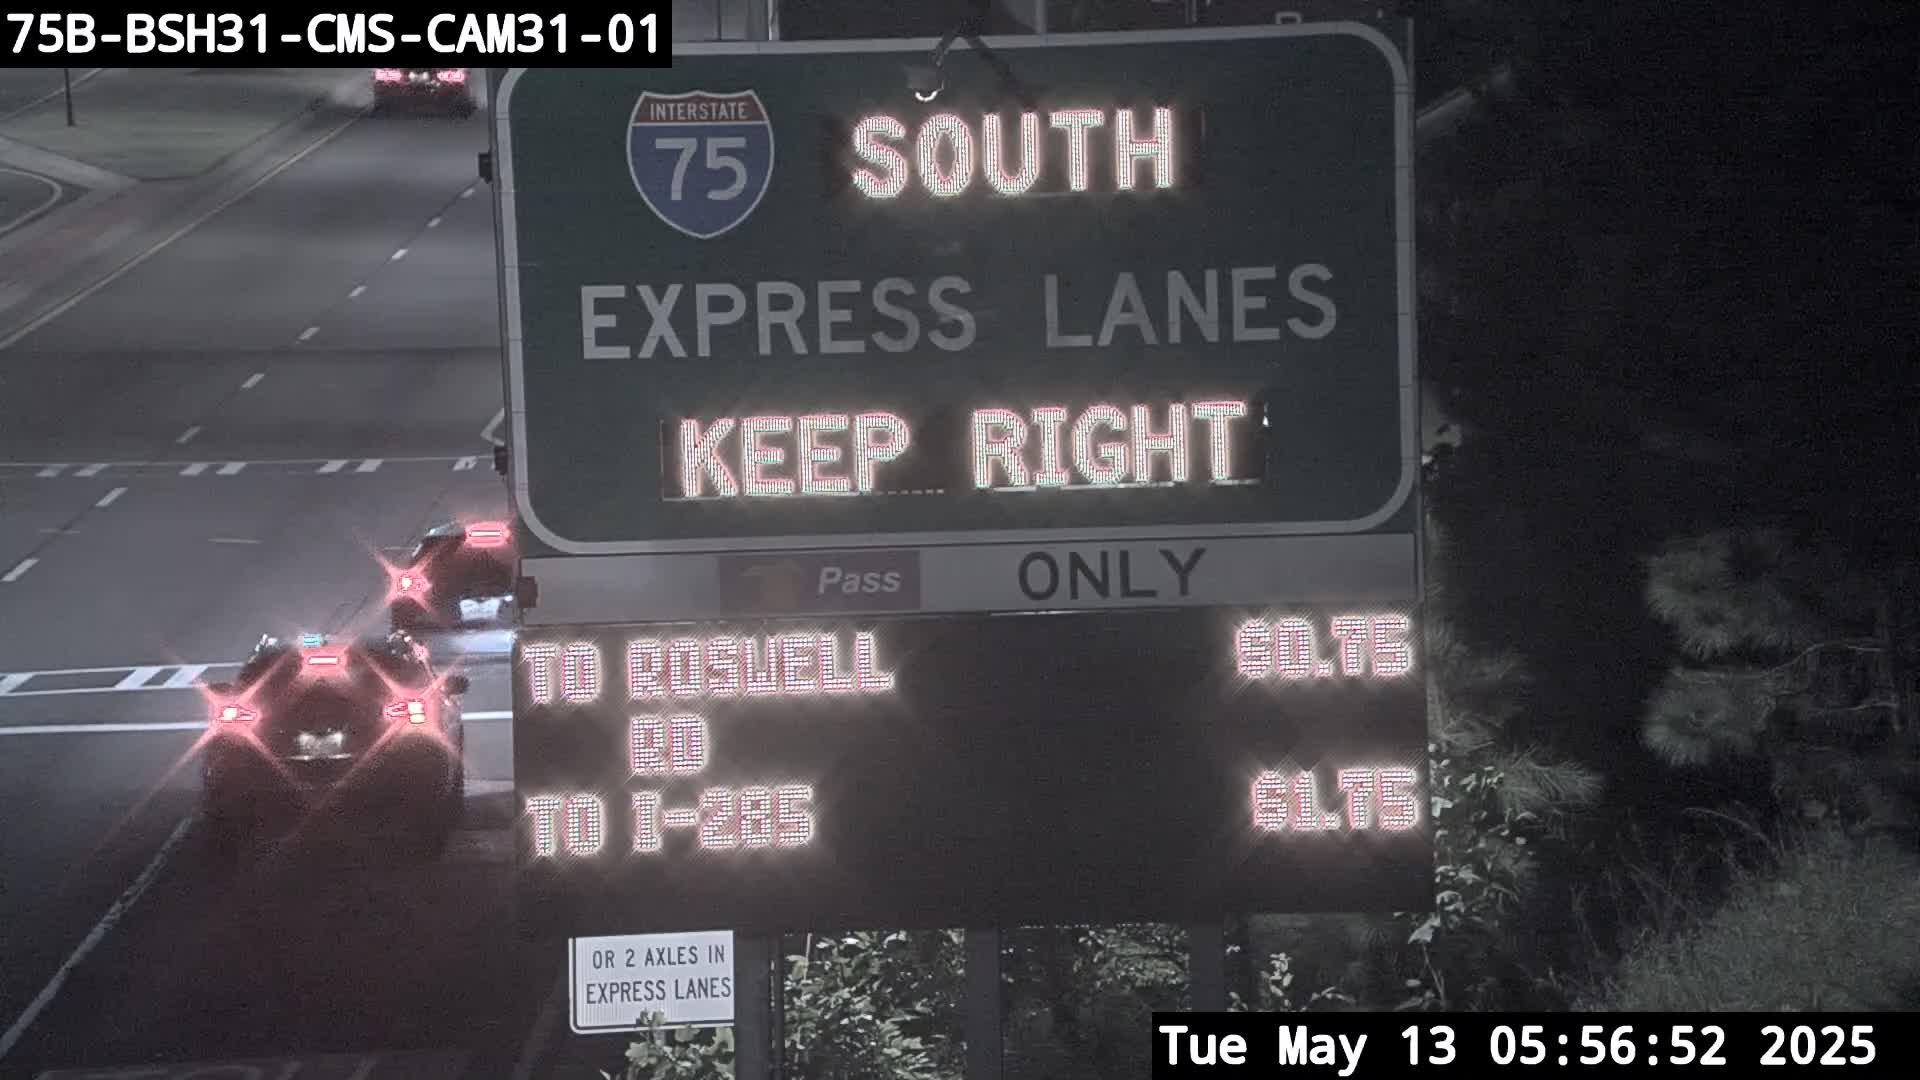 75B-BSH31-CMS-CAM31-01
INTERSTATE
75
SOUTH
EXPRESS LANES
KEEP RIGHT
Pass ONLY
TO ROSWELL $0.75
RD
TO I-285 $1.75
OR 2 AXLES IN
EXPRESS LANES
Tue May 13 05:56:52 2025